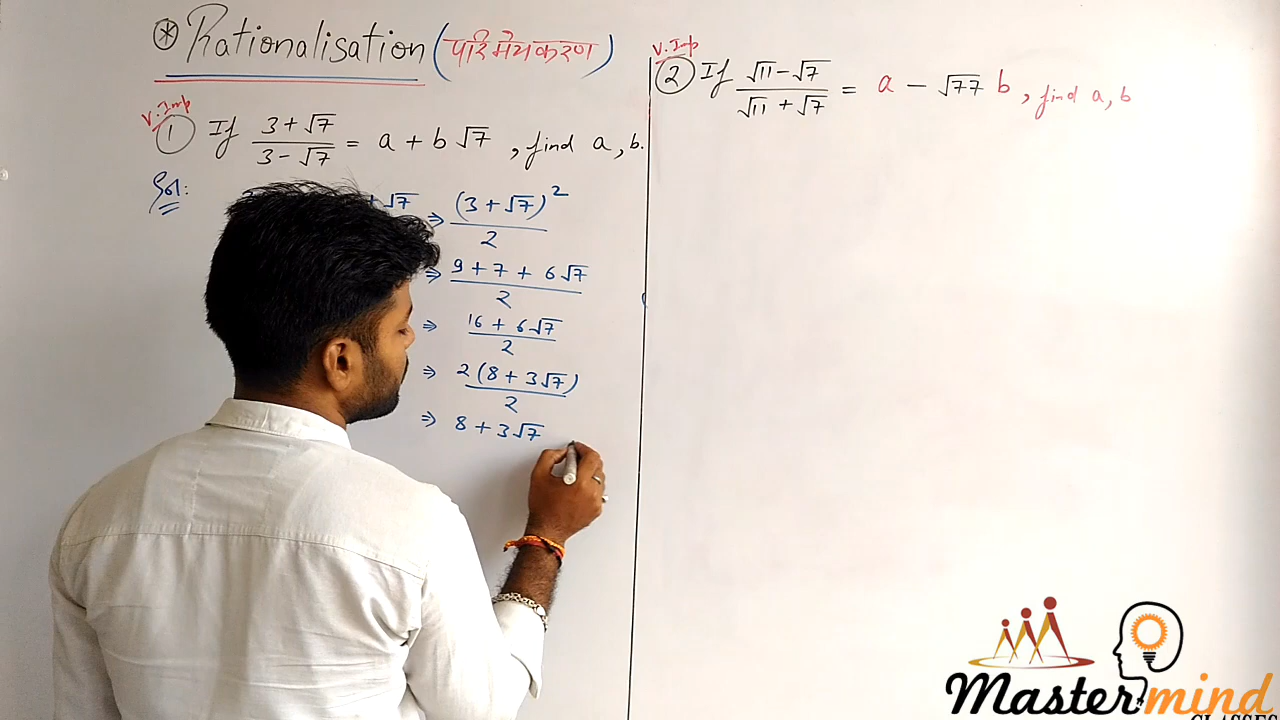 * Rationalisation (परिमेयकरण)
V. Imp
① If (3 + √7)/(3 - √7) = a + b √7 , find a, b.
Sol:
+ √7 ⇒ (3 + √7)²/2
⇒ (9 + 7 + 6√7)/2
⇒ (16 + 6√7)/2
⇒ 2(8 + 3√7)/2
⇒ 8 + 3√7
V. Imp
② If (√11 - √7)/(√11 + √7) = a - √77 b , find a, b
Mastermind
CLASSES